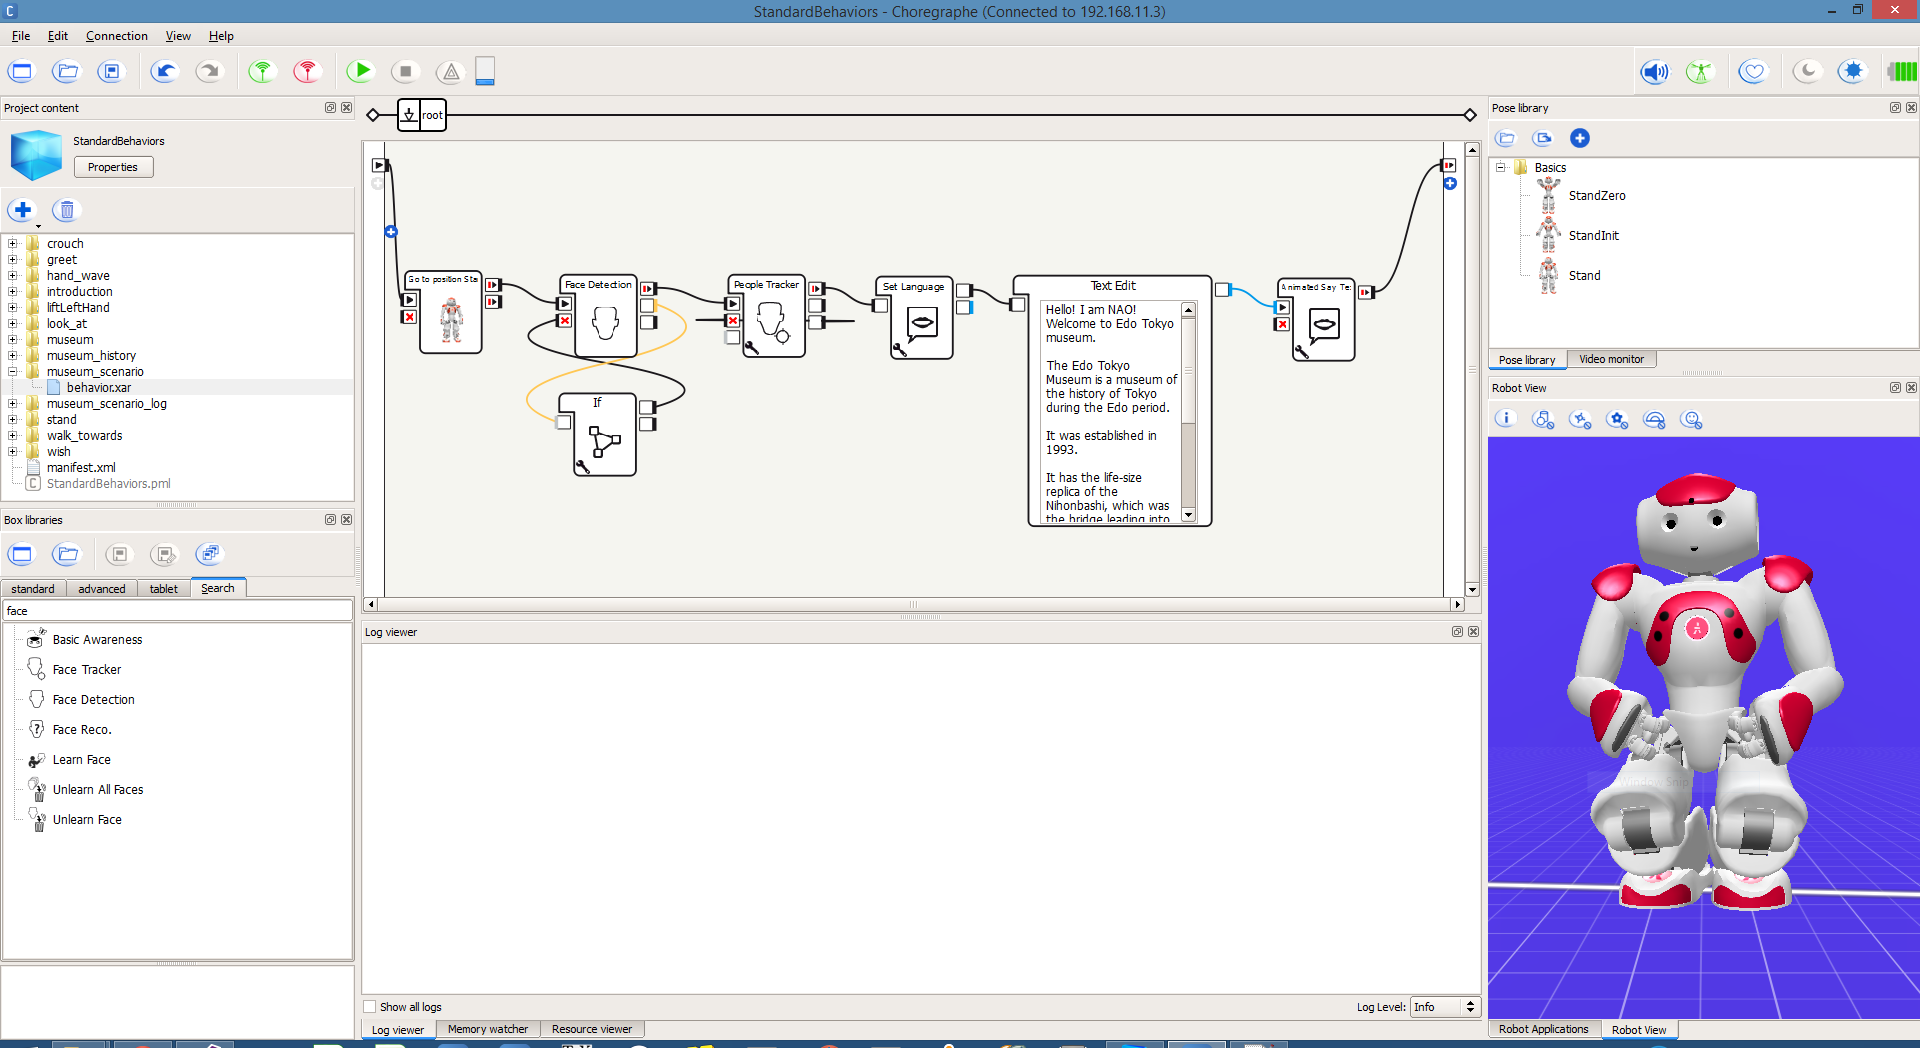 StandardBehaviors - Choregraphe (Connected to 192.168.11.3)
File Edit Connection View Help
Project content
StandardBehaviors
Properties
crouch
greet
hand_wave
introduction
liftLeftHand
look_at
museum
museum_history
museum_scenario
behavior.xar
museum_scenario_log
stand
walk_towards
wish
manifest.xml
StandardBehaviors.pml
Box libraries
standard advanced tablet Search
face
Basic Awareness
Face Tracker
Face Detection
Face Reco.
Learn Face
Unlearn All Faces
Unlearn Face
root
Go to position Sta
Face Detection
If
People Tracker
Set Language
Text Edit
Hello! I am NAO!
Welcome to Edo Tokyo
museum.
The Edo Tokyo
Museum is a museum of
the history of Tokyo
during the Edo period.
It was established in
1993.
It has the life-size
replica of the
Nihonbashi, which was
the bridge leading into
Animated Say Te
Log viewer
Show all logs
Log Level: Info
Log viewer Memory watcher Resource viewer
Pose library
Basics
StandZero
StandInit
Stand
Pose library Video monitor
Robot View
Robot Applications Robot View